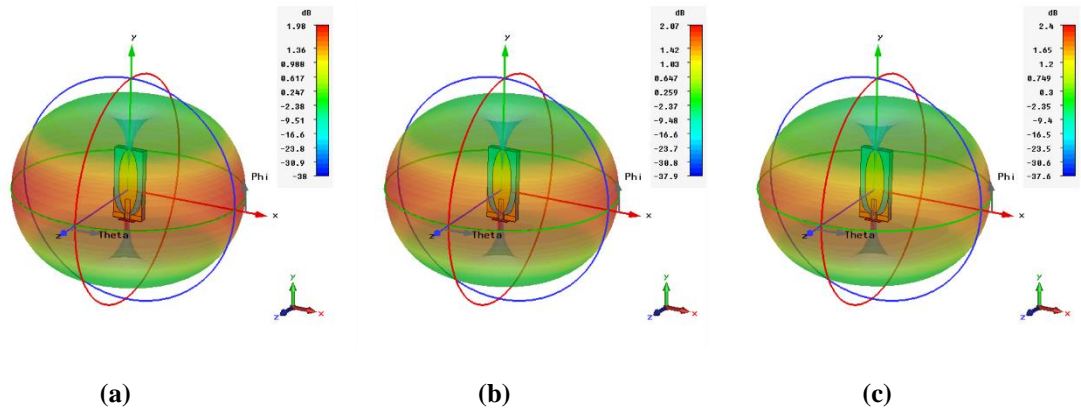 dB
1.98
1.36
0.988
0.617
0.247
-2.38
-9.51
-16.6
-23.8
-30.9
-38
y
Phi
x
z
Theta
y
x
z
(a)
dB
2.07
1.42
1.03
0.647
0.259
-2.37
-9.48
-16.6
-23.7
-30.8
-37.9
y
Phi
x
z
Theta
y
x
z
(b)
dB
2.4
1.65
1.2
0.749
0.3
-2.35
-9.41
-16.5
-23.5
-30.6
-37.6
y
Phi
x
z
Theta
y
x
z
(c)